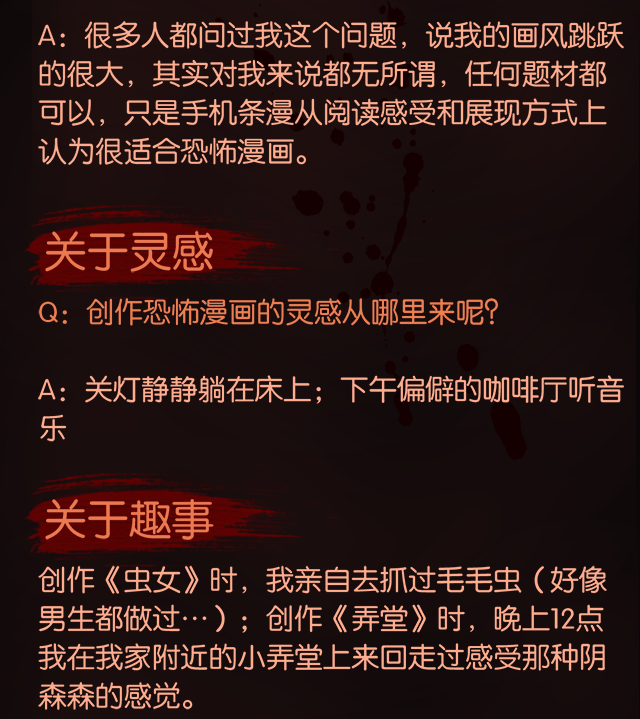 A：很多人都问过我这个问题，说我的画风跳跃
的很大，其实对我来说都无所谓，任何题材都
可以，只是手机条漫从阅读感受和展现方式上
认为很适合恐怖漫画。
关于灵感
Q：创作恐怖漫画的灵感从哪里来呢？
A：关灯静静躺在床上；下午偏僻的咖啡厅听音
乐
关于趣事
创作《虫女》时，我亲自去抓过毛毛虫（好像
男生都做过…）；创作《弄堂》时，晚上12点
我在我家附近的小弄堂上来回走过感受那种阴
森森的感觉。